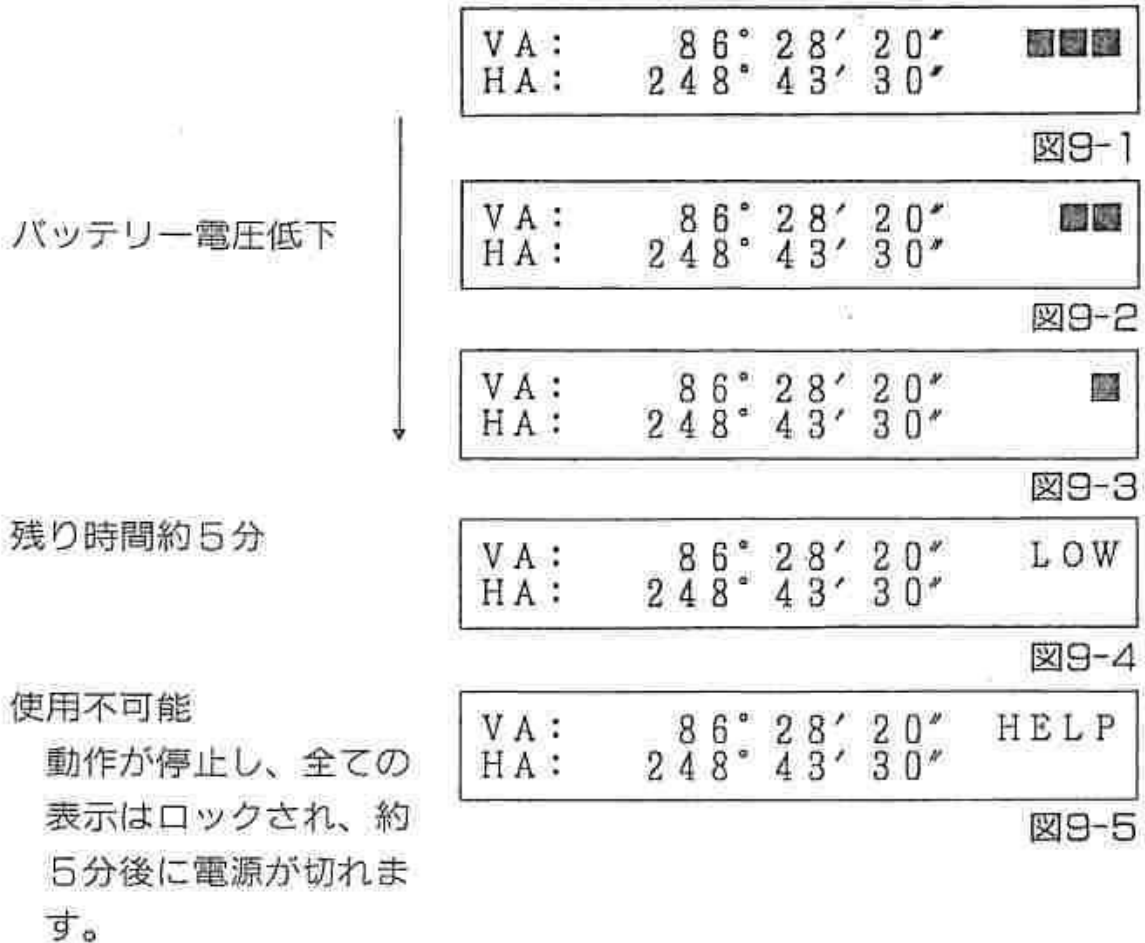 VA: 86°28′20″ ■■■
HA: 248°43′30″
図9-1
バッテリー電圧低下
VA: 86°28′20″ ■■
HA: 248°43′30″
図9-2
VA: 86°28′20″ ■
HA: 248°43′30″
図9-3
残り時間約5分
VA: 86°28′20″ LOW
HA: 248°43′30″
図9-4
使用不可能
VA: 86°28′20″ HELP
HA: 248°43′30″
図9-5
動作が停止し、全ての
表示はロックされ、約
5分後に電源が切れま
す。